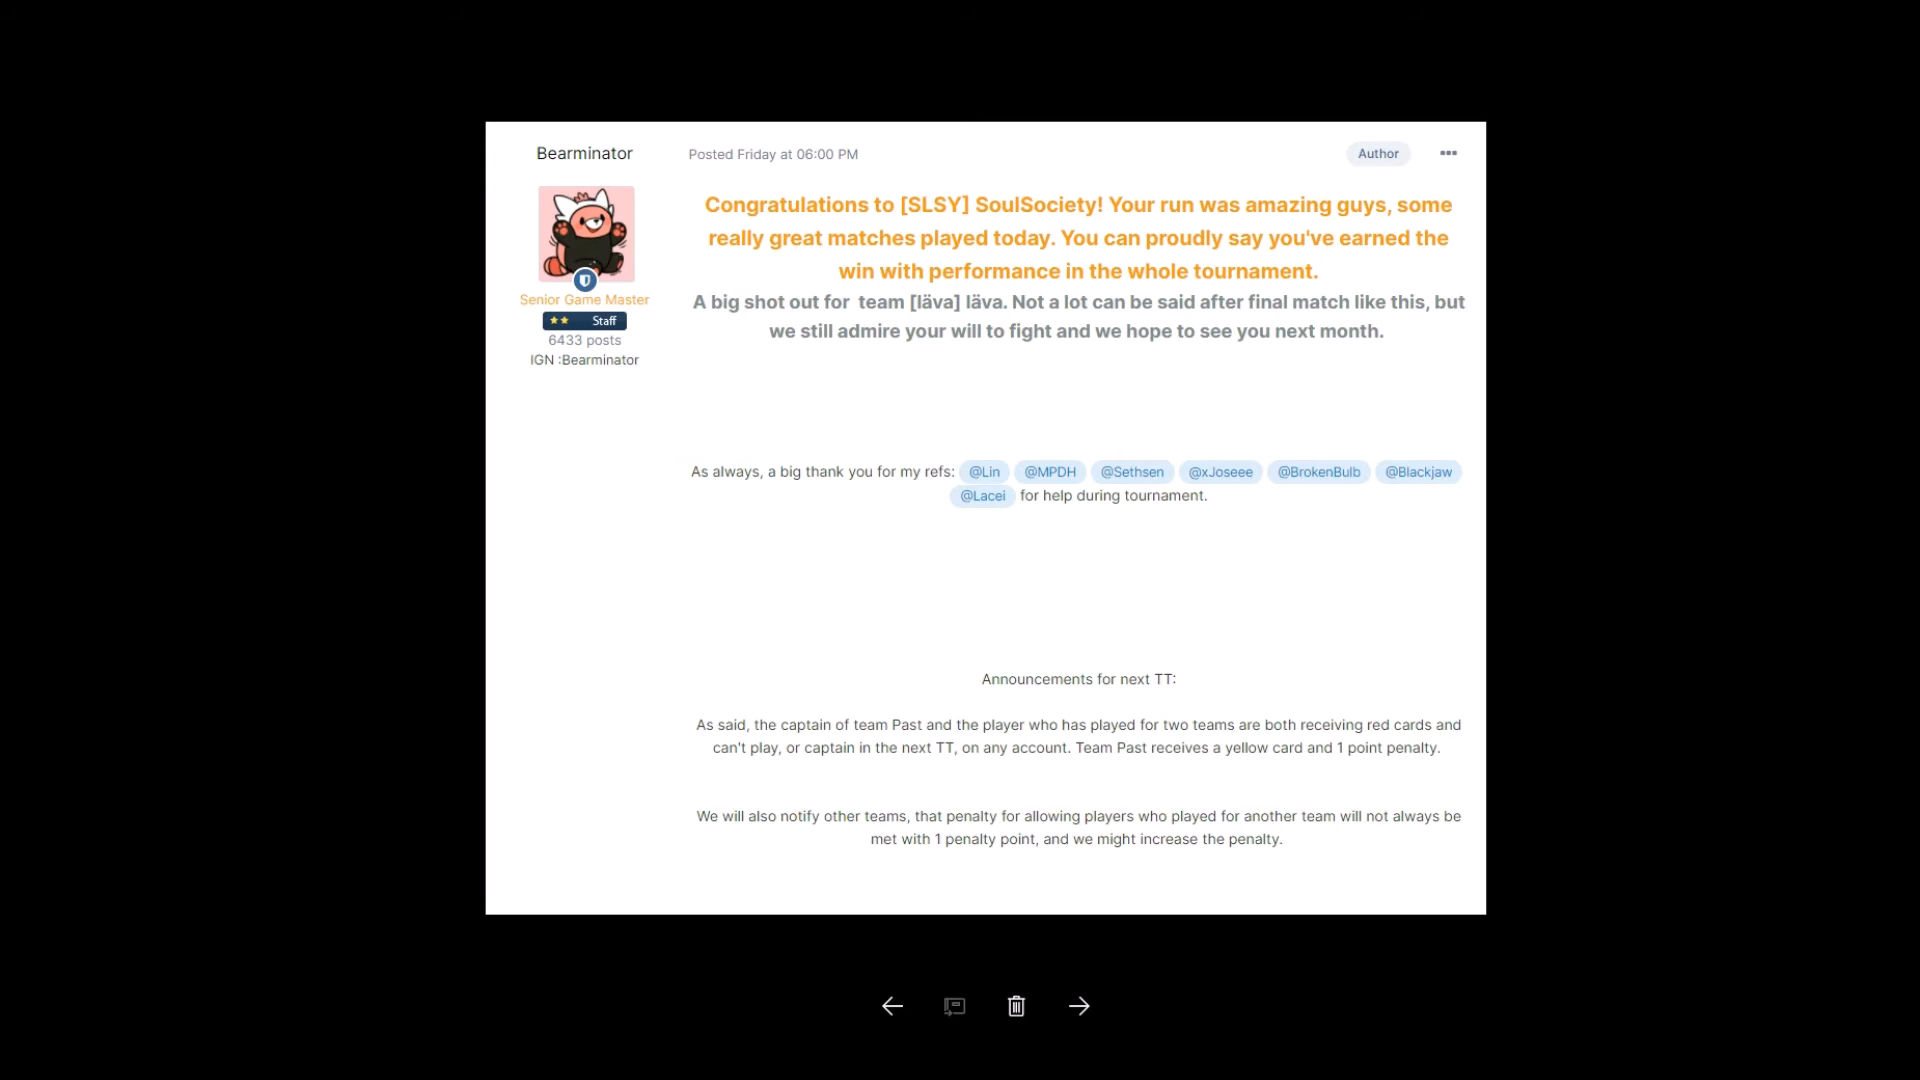 Bearminator
Posted Friday at 06:00 PM
Author
Senior Game Master
Staff
6433 posts
IGN :Bearminator
Congratulations to [SLSY] SoulSociety! Your run was amazing guys, some
really great matches played today. You can proudly say you've earned the
win with performance in the whole tournament.
A big shot out for  team [läva] läva. Not a lot can be said after final match like this, but
we still admire your will to fight and we hope to see you next month.
As always, a big thank you for my refs: @Lin @MPDH @Sethsen @xJoseee @BrokenBulb @Blackjaw
@Lacei for help during tournament.
Announcements for next TT:
As said, the captain of team Past and the player who has played for two teams are both receiving red cards and
can't play, or captain in the next TT, on any account. Team Past receives a yellow card and 1 point penalty.
We will also notify other teams, that penalty for allowing players who played for another team will not always be
met with 1 penalty point, and we might increase the penalty.